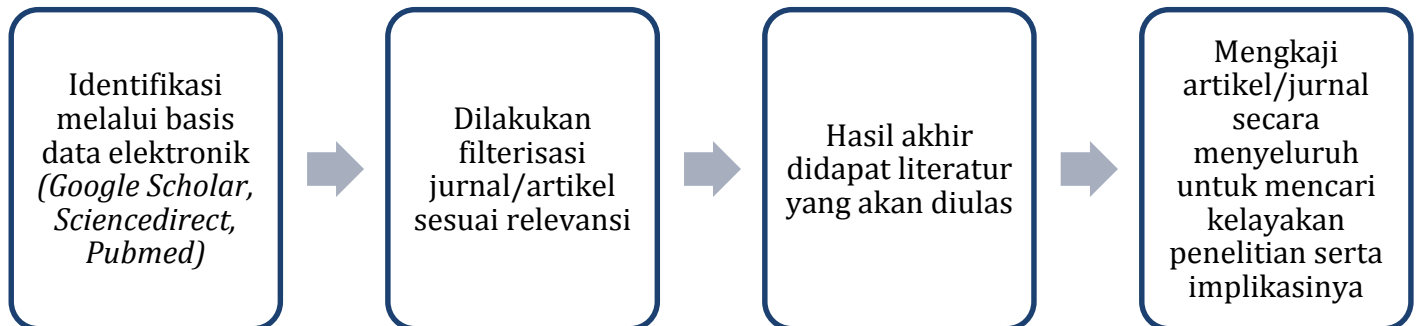 Identifikasi
melalui basis
data elektronik
(Google Scholar,
Sciencedirect,
Pubmed)
Dilakukan
filterisasi
jurnal/artikel
sesuai relevansi
Hasil akhir
didapat literatur
yang akan diulas
Mengkaji
artikel/jurnal
secara
menyeluruh
untuk mencari
kelayakan
penelitian serta
implikasinya